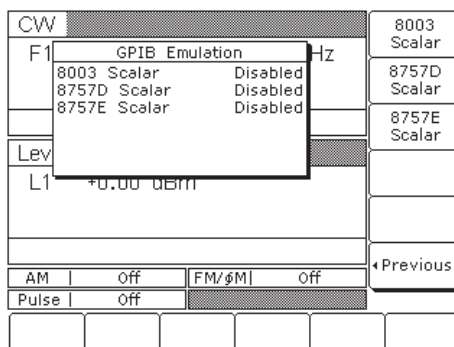 CW
F1
Hz
GPIB Emulation
8003 Scalar Disabled
8757D Scalar Disabled
8757E Scalar Disabled
Lev
L1 +0.00 dBm
AM | Off
FM/ϕM| Off
Pulse | Off
8003
Scalar
8757D
Scalar
8757E
Scalar
◂Previous